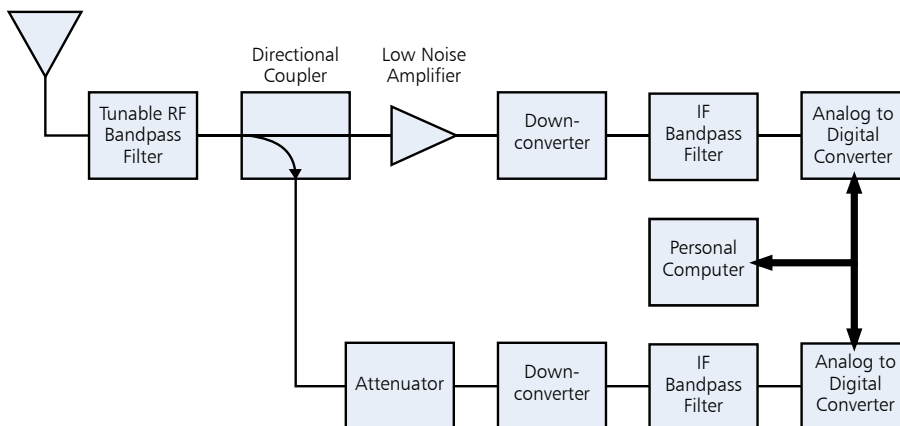 Directional
Coupler
Low Noise
Amplifier
Tunable RF
Bandpass
Filter
Down-
converter
IF
Bandpass
Filter
Analog to
Digital
Converter
Personal
Computer
Attenuator
Down-
converter
IF
Bandpass
Filter
Analog to
Digital
Converter